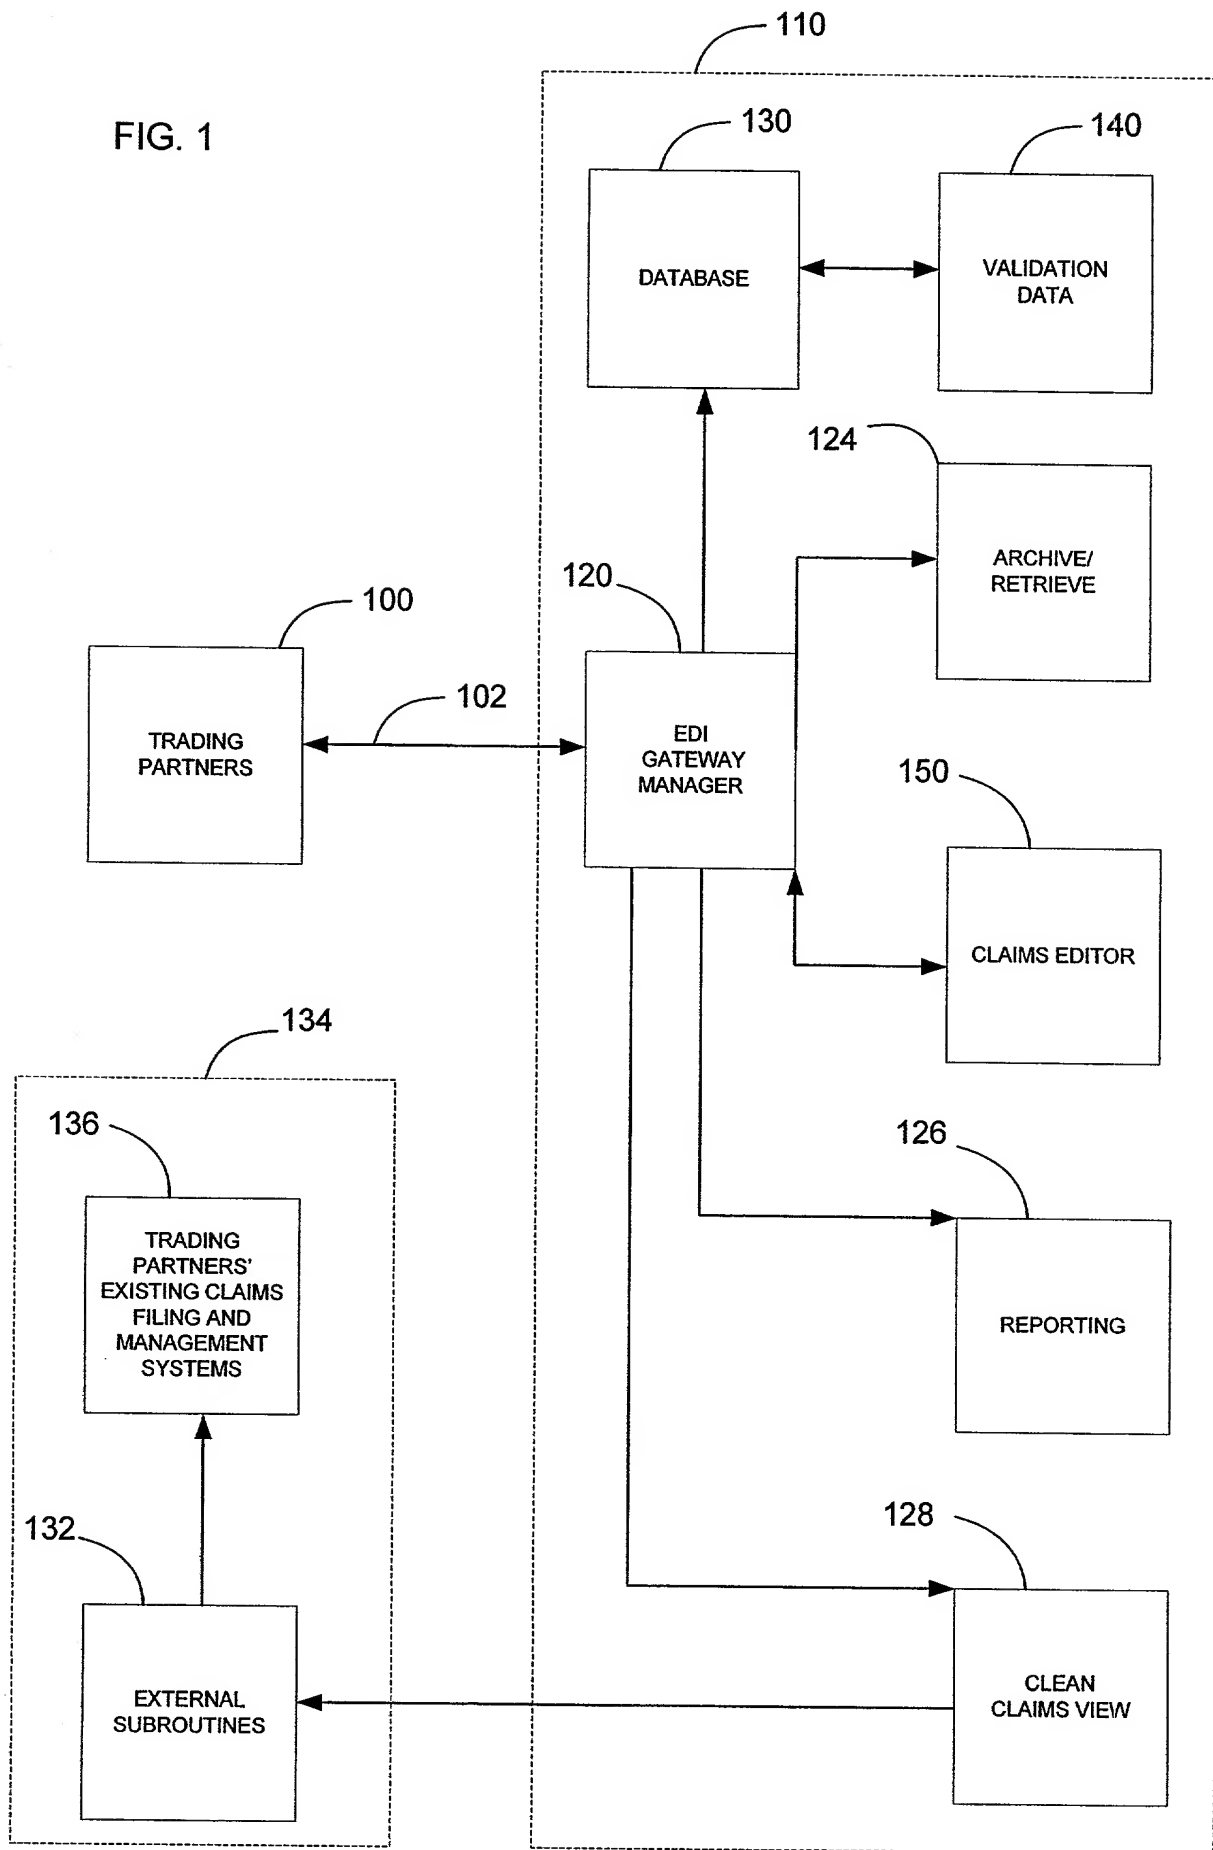 110
FIG. 1
130
140
DATABASE
VALIDATION
DATA
124
ARCHIVE/
RETRIEVE
120
100
102
EDI
GATEWAY
MANAGER
TRADING
PARTNERS
150
CLAIMS EDITOR
134
136
126
TRADING
PARTNERS'
EXISTING CLAIMS
FILING AND
MANAGEMENT
SYSTEMS
REPORTING
128
132
CLEAN
CLAIMS VIEW
EXTERNAL
SUBROUTINES